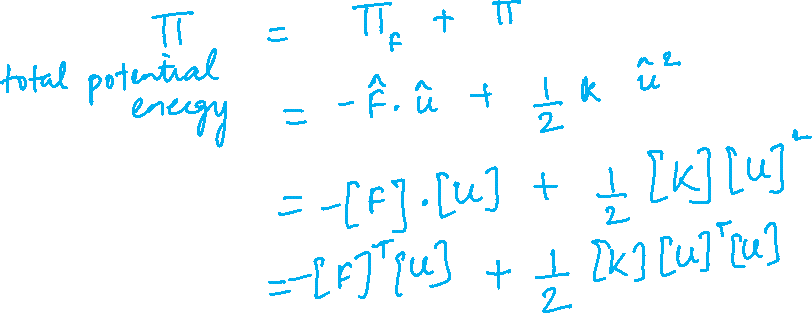 π = π_F + π
total potential energy
= -F̂.û + 1/2 k û²
= -[F].[u] + 1/2 [K][u]²
= -[F]ᵀ[u] + 1/2 [K][u]ᵀ[u]